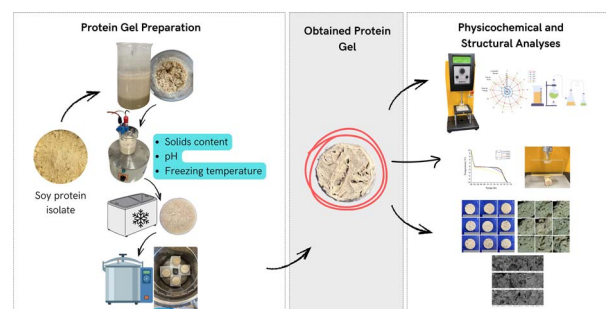 Protein Gel Preparation
Soy protein
isolate
• Solids content
• pH
• Freezing temperature
Obtained Protein
Gel
Physicochemical and
Structural Analyses